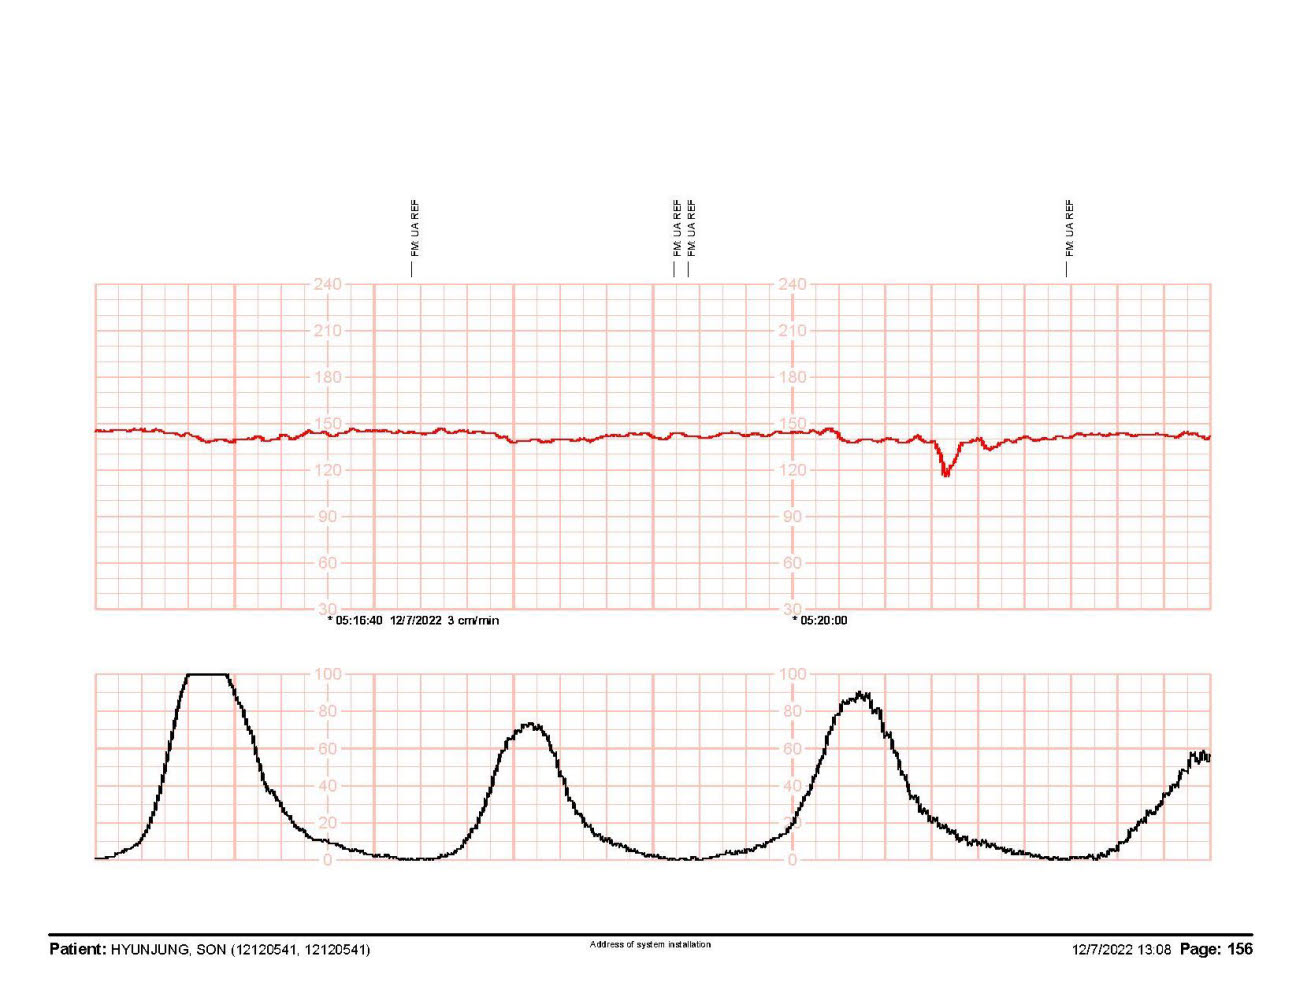 FM: UA REF
FM: UA REF
FM: UA REF
FM: UA REF
240 240
210 210
180 180
150 150
120 120
90 90
60 60
30 30
* 05:16:40 12/7/2022 3 cm/min * 05:20:00
100 100
80 80
60 60
40 40
20 20
0 0
Patient: HYUNJUNG, SON (12120541, 12120541) Address of system installation 12/7/2022 13:08 Page: 156